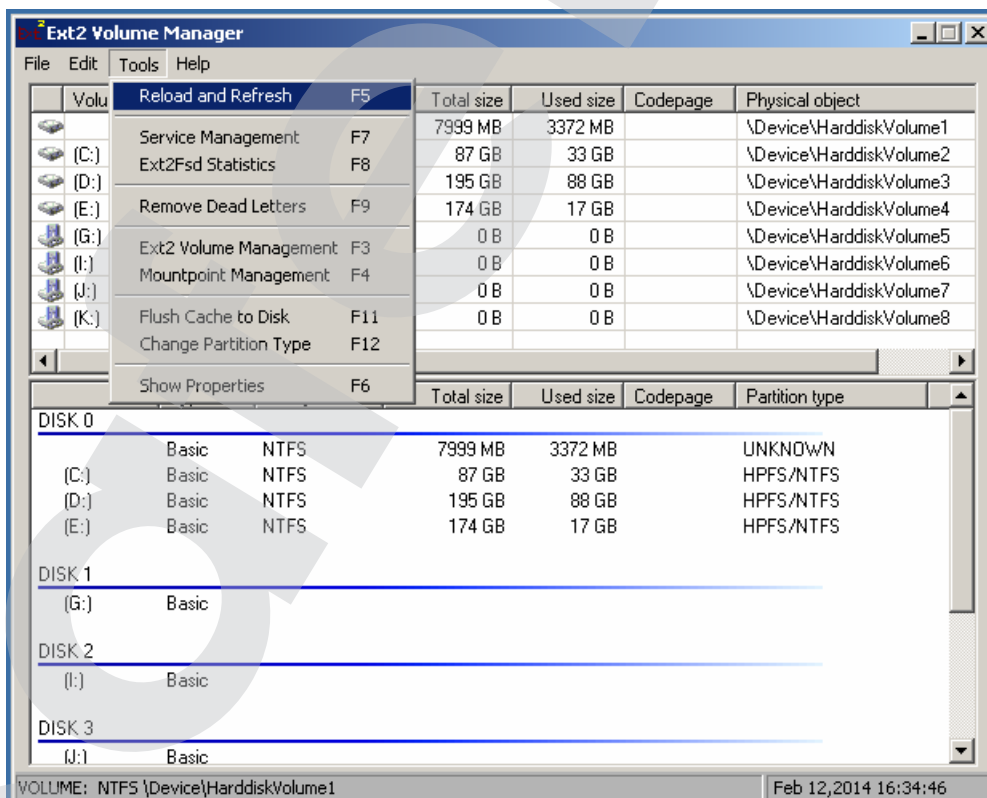 Ext2 Volume Manager
File Edit Tools Help
Volu Total size Used size Codepage Physical object
Reload and Refresh F5
Service Management F7
Ext2Fsd Statistics F8
Remove Dead Letters F9
Ext2 Volume Management F3
Mountpoint Management F4
Flush Cache to Disk F11
Change Partition Type F12
Show Properties F6
7999 MB 3372 MB \Device\HarddiskVolume1
(C:) 87 GB 33 GB \Device\HarddiskVolume2
(D:) 195 GB 88 GB \Device\HarddiskVolume3
(E:) 174 GB 17 GB \Device\HarddiskVolume4
(G:) 0 B 0 B \Device\HarddiskVolume5
(I:) 0 B 0 B \Device\HarddiskVolume6
(J:) 0 B 0 B \Device\HarddiskVolume7
(K:) 0 B 0 B \Device\HarddiskVolume8
Total size Used size Codepage Partition type
DISK 0
Basic NTFS 7999 MB 3372 MB UNKNOWN
(C:) Basic NTFS 87 GB 33 GB HPFS/NTFS
(D:) Basic NTFS 195 GB 88 GB HPFS/NTFS
(E:) Basic NTFS 174 GB 17 GB HPFS/NTFS
DISK 1
(G:) Basic
DISK 2
(I:) Basic
DISK 3
(J:) Basic
VOLUME: NTFS \Device\HarddiskVolume1 Feb 12,2014 16:34:46